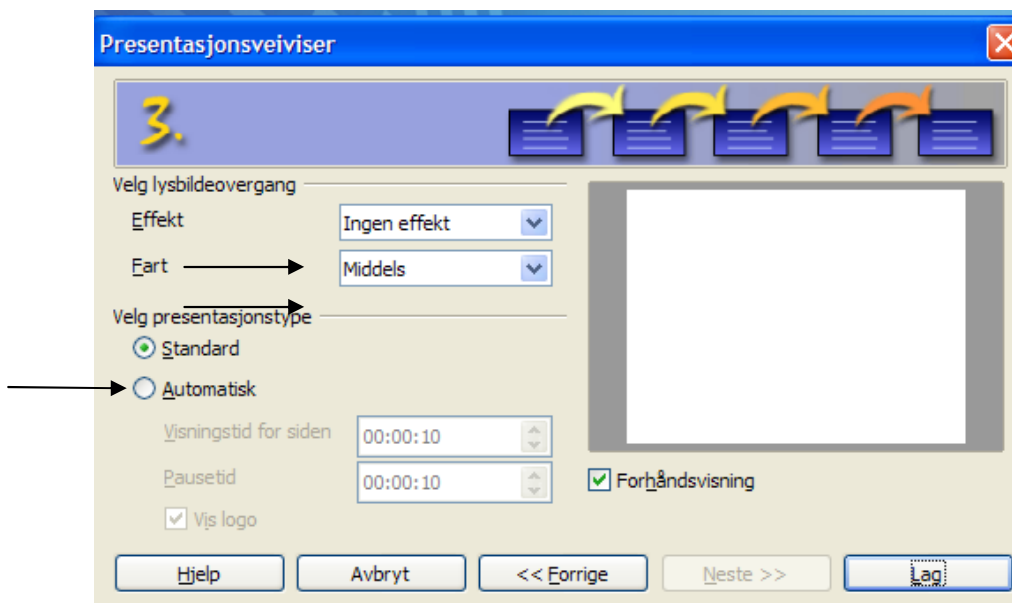 Presentasjonsveiviser
3.
Velg lysbildeovergang
Effekt Ingen effekt
Fart Middels
Velg presentasjonstype
Standard
Automatisk
Visningstid for siden 00:00:10
Pausetid 00:00:10
Vis logo
Forhåndsvisning
Hjelp Avbryt << Forrige Neste >> Lag